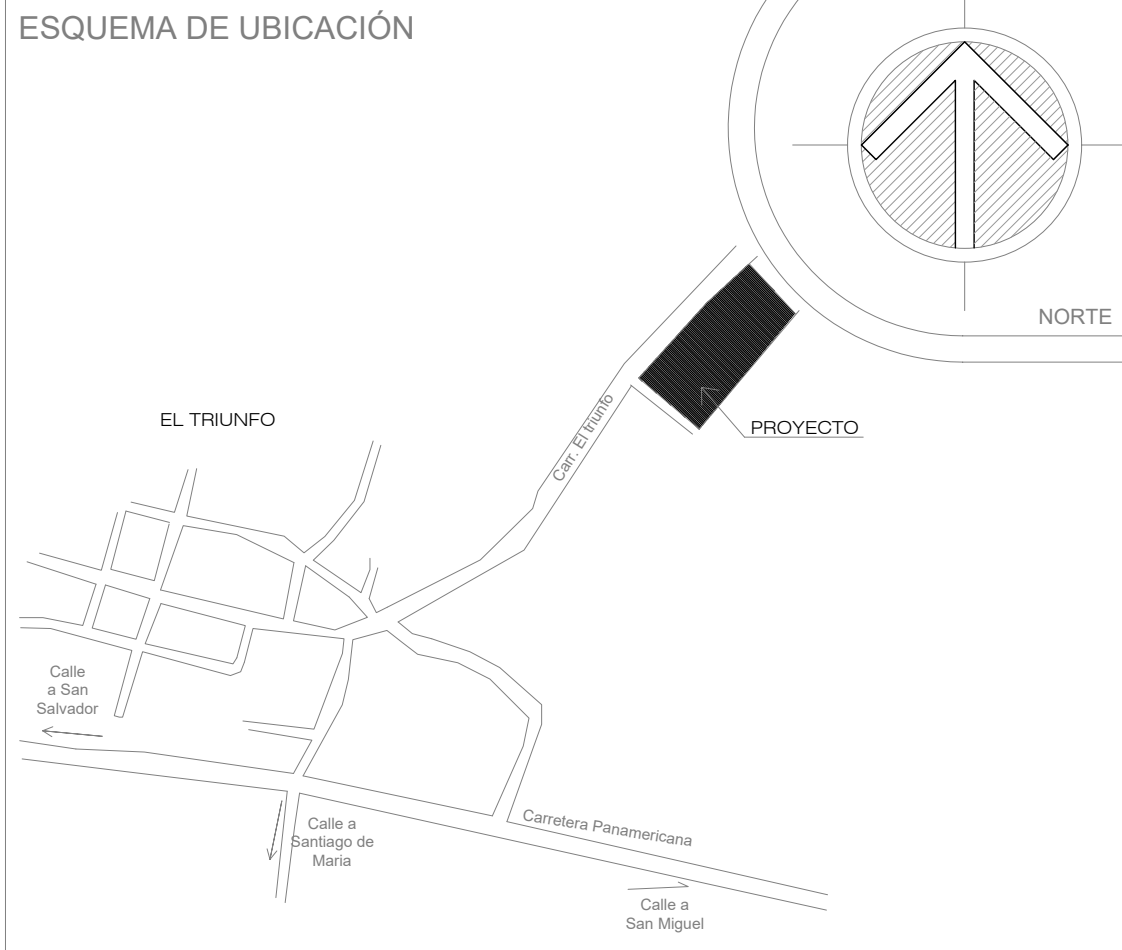 ESQUEMA DE UBICACIÓN
NORTE
EL TRIUNFO
Carr. El triunfo
PROYECTO
Calle
a San
Salvador
Calle a
Santiago de
Maria
Carretera Panamericana
Calle a
San Miguel